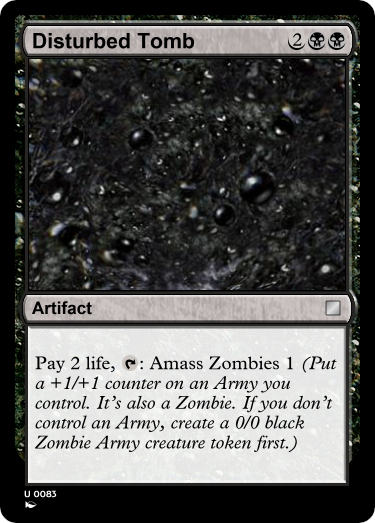 Disturbed Tomb 2
Artifact
Pay 2 life, : Amass Zombies 1 (Put
a +1/+1 counter on an Army you
control. It's also a Zombie. If you don't
control an Army, create a 0/0 black
Zombie Army creature token first.)
U 0083